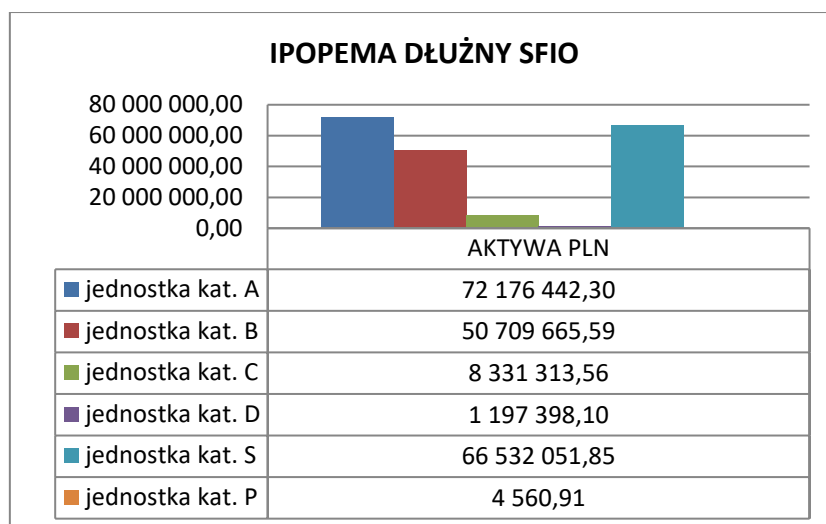 IPOPEMA DŁUŻNY SFIO
80 000 000,00
60 000 000,00
40 000 000,00
20 000 000,00
0,00
AKTYWA PLN
jednostka kat. A 72 176 442,30
jednostka kat. B 50 709 665,59
jednostka kat. C 8 331 313,56
jednostka kat. D 1 197 398,10
jednostka kat. S 66 532 051,85
jednostka kat. P 4 560,91